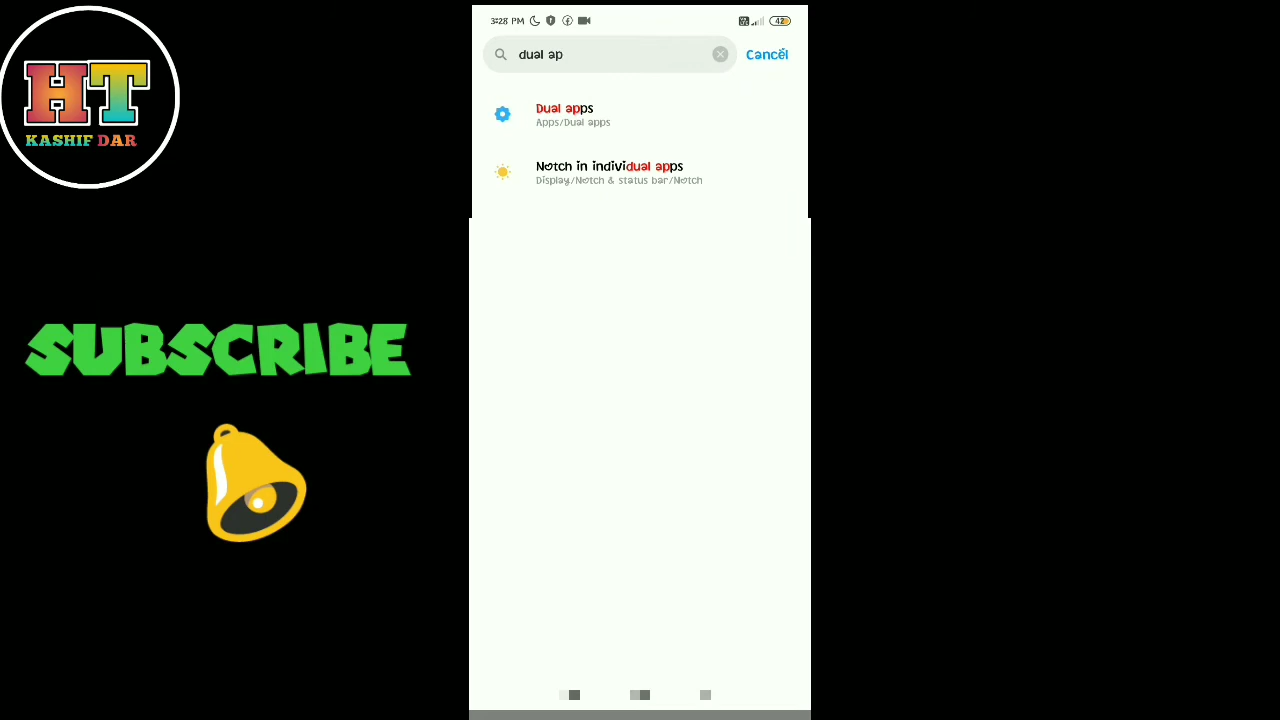 HT
KASHIF DAR
SUBSCRIBE
3:28 PM
42
dual ap
Cancel
Dual apps
Apps/Dual apps
Notch in individual apps
Display/Notch & status bar/Notch